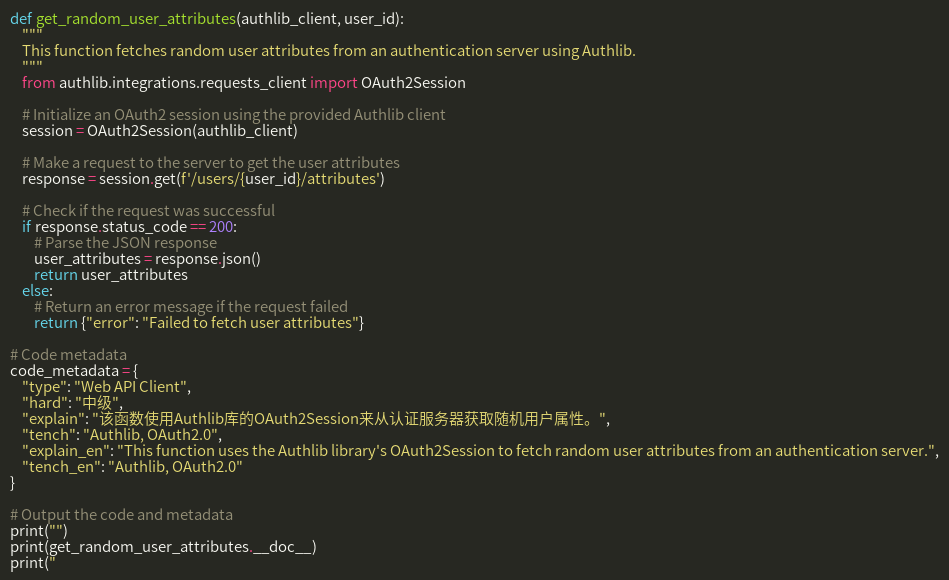 def get_random_user_attributes(authlib_client, user_id):
"""
This function fetches random user attributes from an authentication server using Authlib.
"""
from authlib.integrations.requests_client import OAuth2Session
# Initialize an OAuth2 session using the provided Authlib client
session = OAuth2Session(authlib_client)
# Make a request to the server to get the user attributes
response = session.get(f'/users/{user_id}/attributes')
# Check if the request was successful
if response.status_code == 200:
# Parse the JSON response
user_attributes = response.json()
return user_attributes
else:
# Return an error message if the request failed
return {"error": "Failed to fetch user attributes"}
# Code metadata
code_metadata = {
"type": "Web API Client",
"hard": "中级",
"explain": "该函数使用Authlib库的OAuth2Session来从认证服务器获取随机用户属性。",
"tench": "Authlib, OAuth2.0",
"explain_en": "This function uses the Authlib library's OAuth2Session to fetch random user attributes from an authentication server.",
"tench_en": "Authlib, OAuth2.0"
}
# Output the code and metadata
print("")
print(get_random_user_attributes.__doc__)
print("